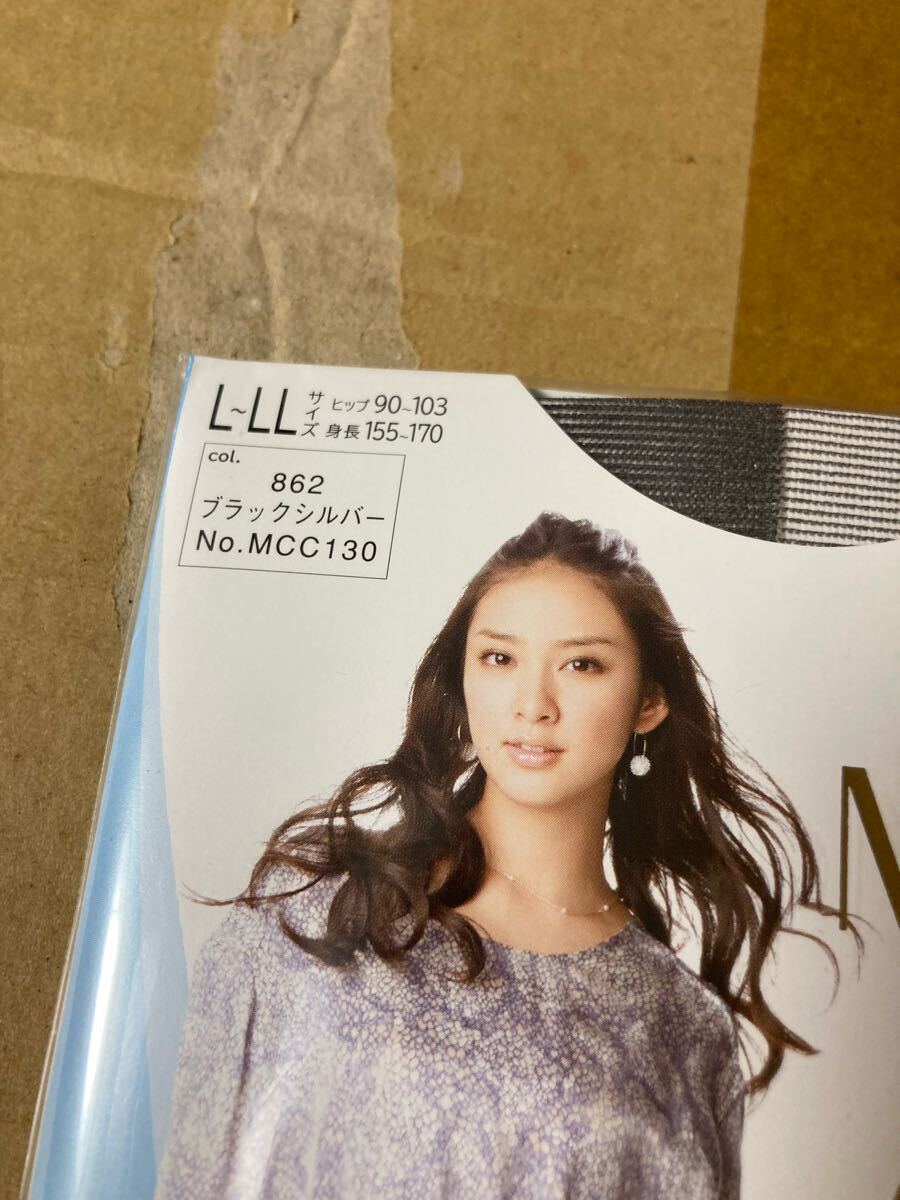 L~LL サイズ ヒップ 90~103
身長 155~170
col.
862
ブラックシルバー
No.MCC130